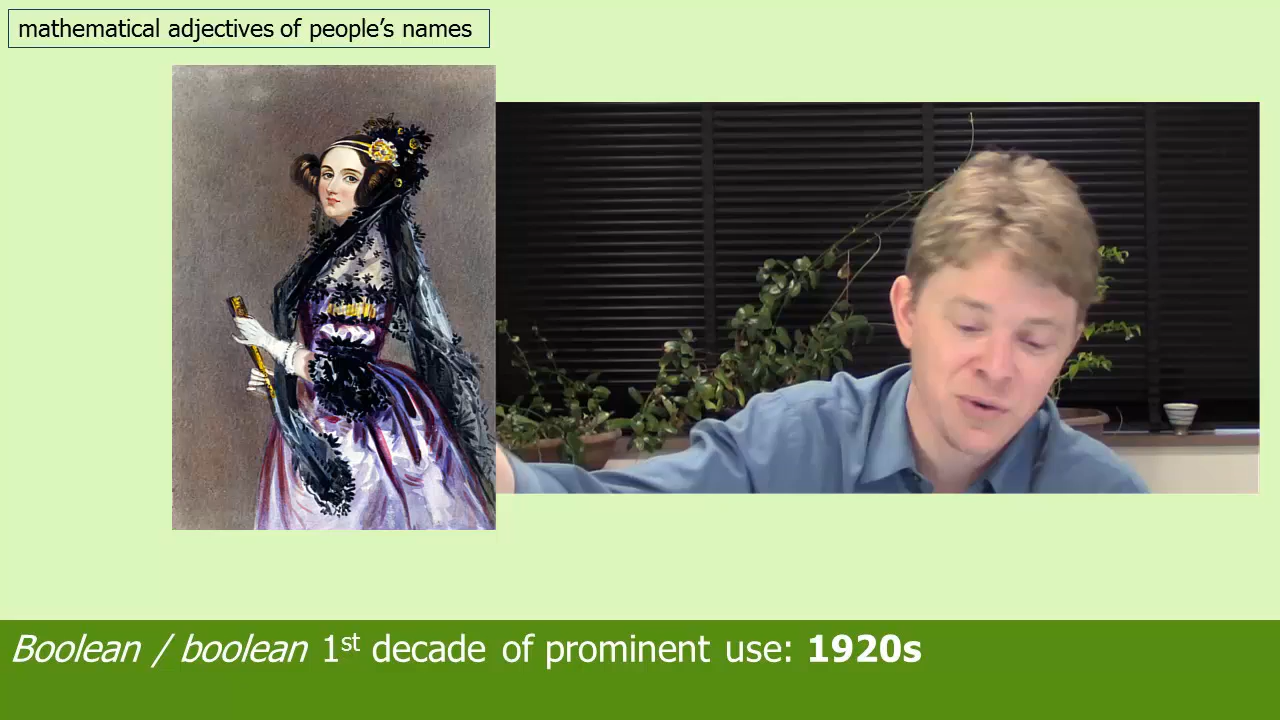 mathematical adjectives of people’s names
Boolean / boolean 1st decade of prominent use: 1920s